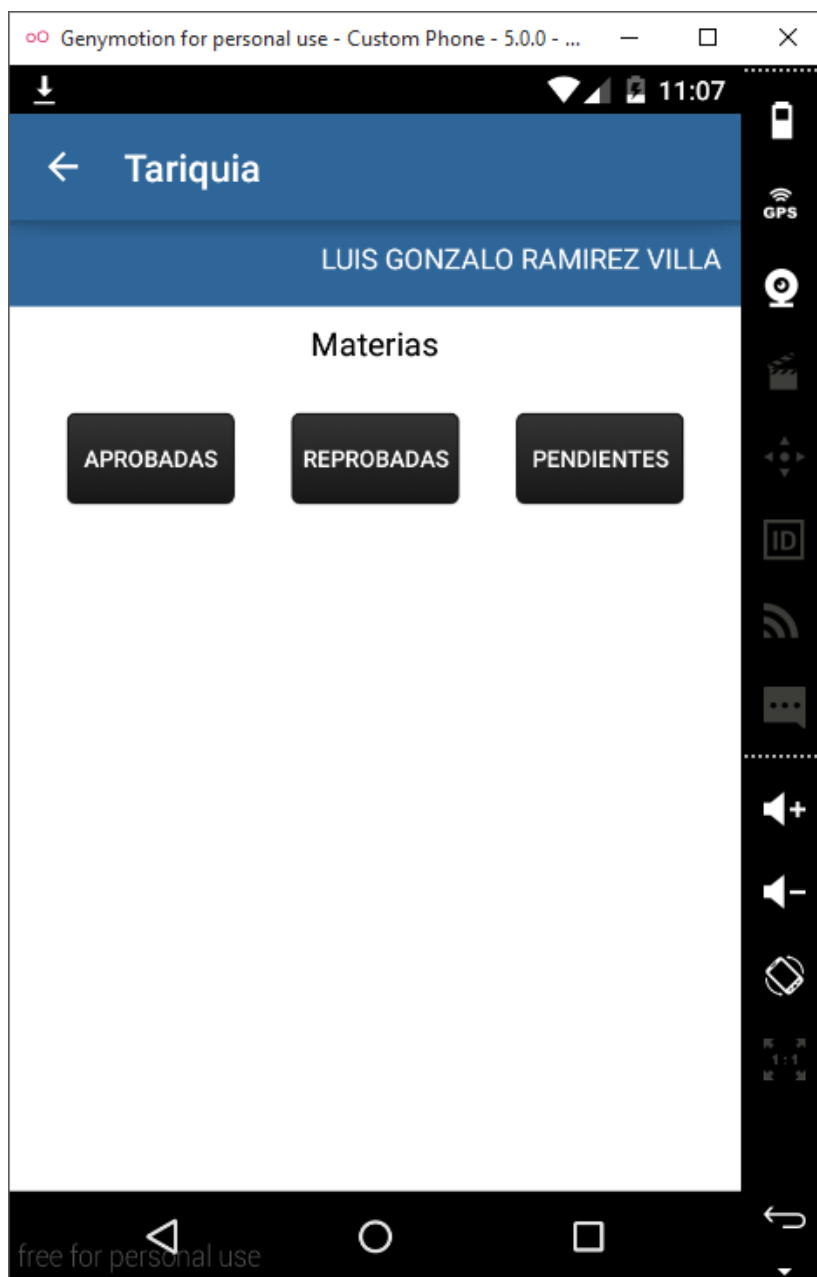 Genymotion for personal use - Custom Phone - 5.0.0 - ...
11:07
Tariquia
GPS
LUIS GONZALO RAMIREZ VILLA
Materias
APROBADAS REPROBADAS PENDIENTES
ID
+
-
1:1
free for personal use